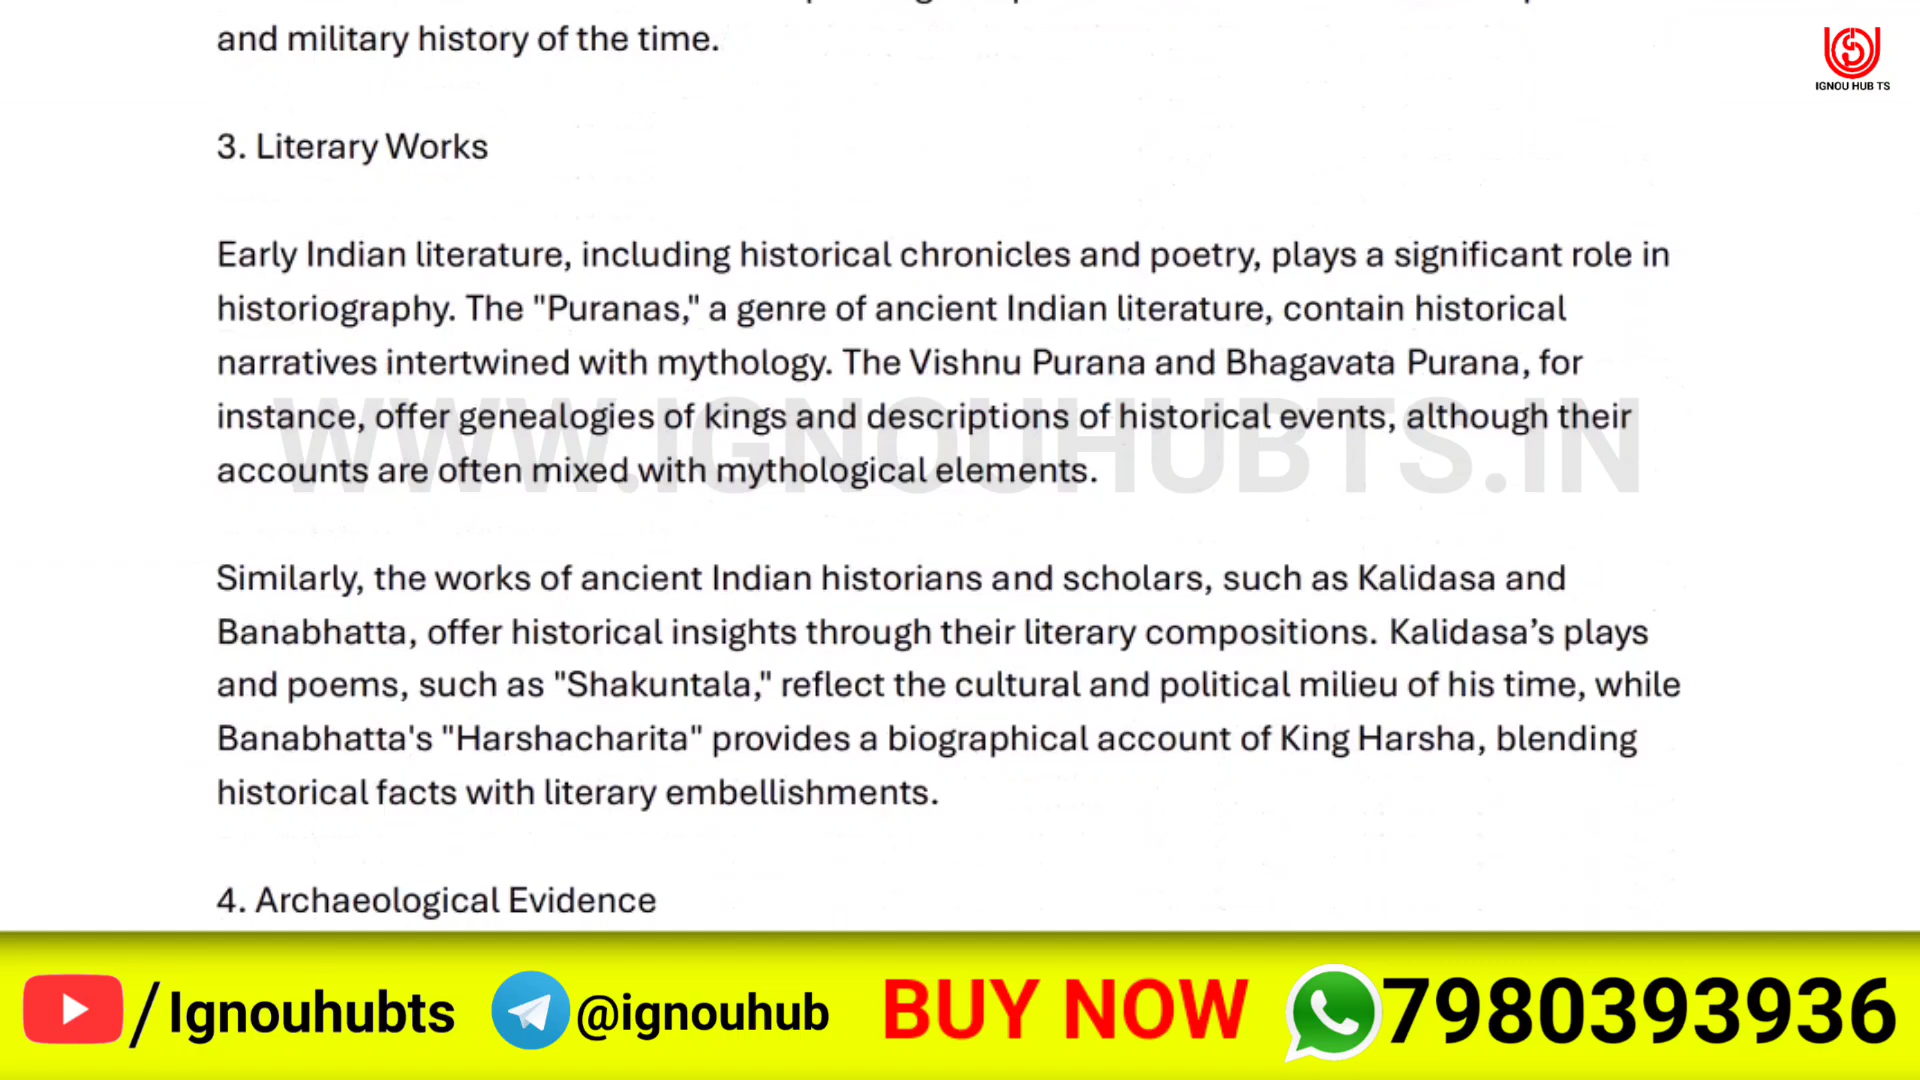 and military history of the time.
IGNOU HUB TS
3. Literary Works
Early Indian literature, including historical chronicles and poetry, plays a significant role in
historiography. The "Puranas," a genre of ancient Indian literature, contain historical
narratives intertwined with mythology. The Vishnu Purana and Bhagavata Purana, for
instance, offer genealogies of kings and descriptions of historical events, although their
accounts are often mixed with mythological elements.
WWW.IGNOUHUBTS.IN
Similarly, the works of ancient Indian historians and scholars, such as Kalidasa and
Banabhatta, offer historical insights through their literary compositions. Kalidasa’s plays
and poems, such as "Shakuntala," reflect the cultural and political milieu of his time, while
Banabhatta's "Harshacharita" provides a biographical account of King Harsha, blending
historical facts with literary embellishments.
4. Archaeological Evidence
/Ignouhubts @ignouhub BUY NOW 7980393936